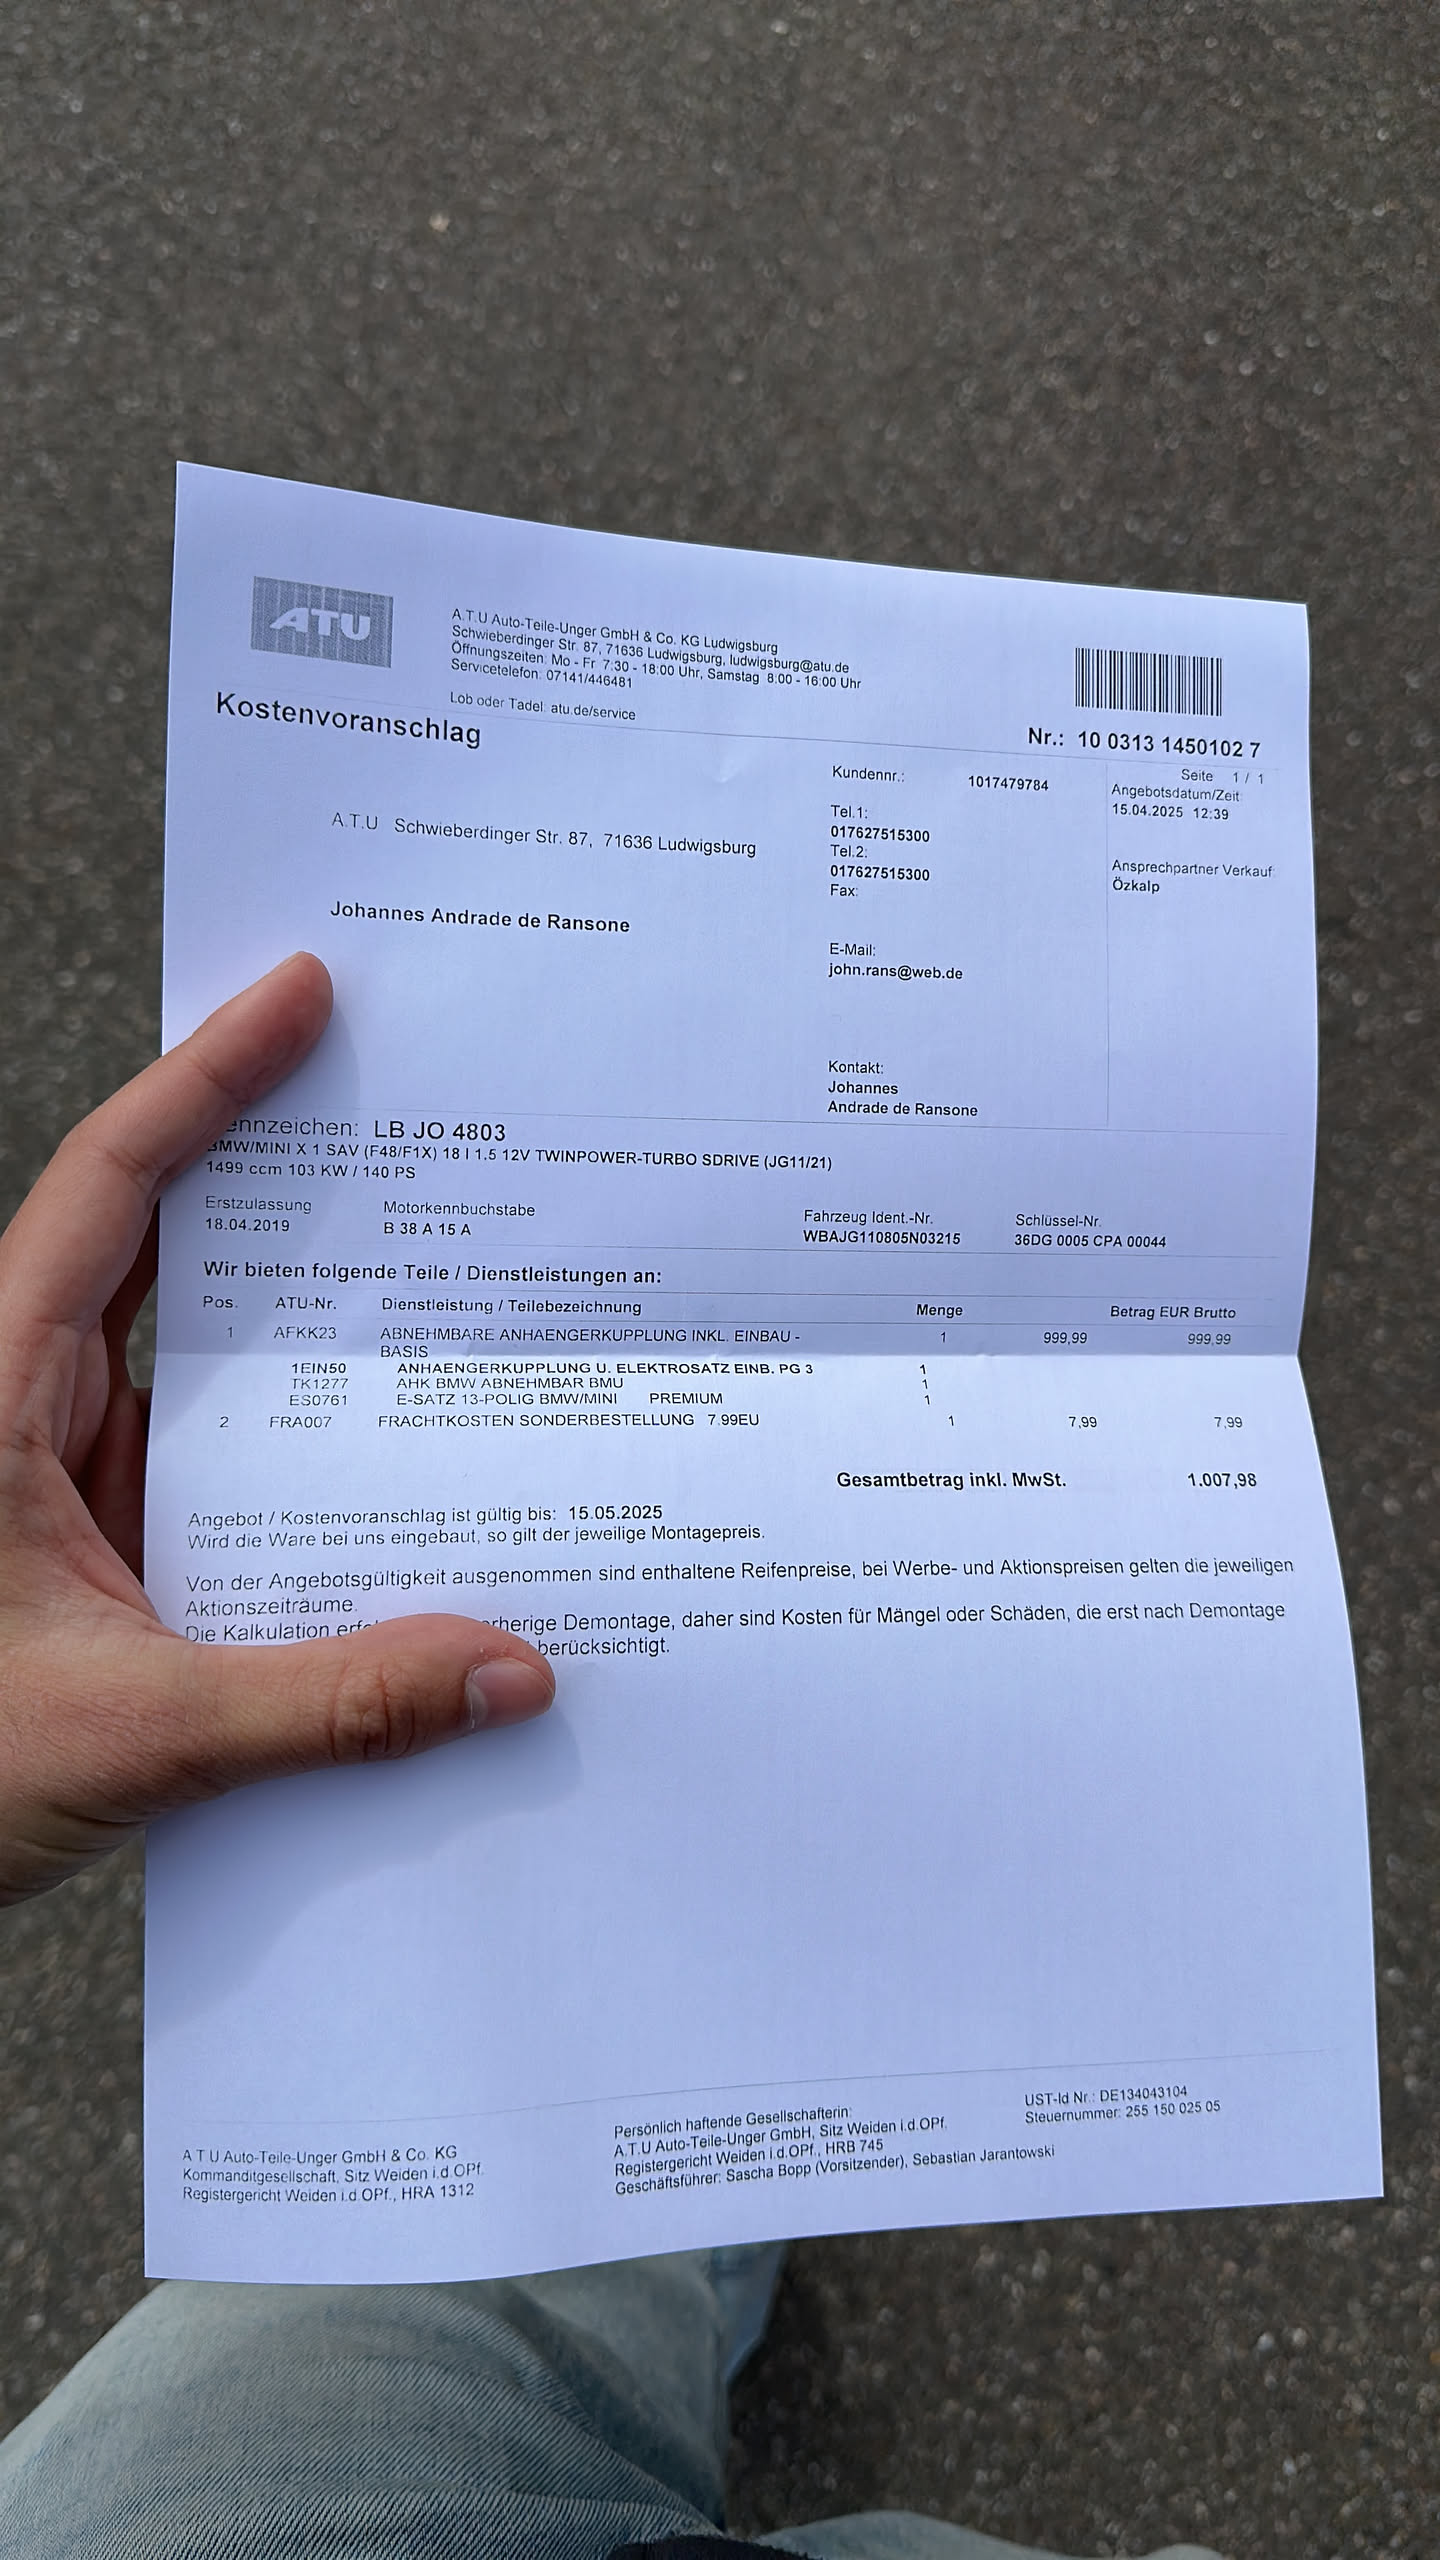 ATU
A.T.U Auto-Teile-Unger GmbH & Co. KG Ludwigsburg
Schwieberdinger Str. 87, 71636 Ludwigsburg, ludwigsburg@atu.de
Öffnungszeiten: Mo - Fr 7:30 - 18:00 Uhr, Samstag 8:00 - 16:00 Uhr
Servicetelefon: 07141/446481
Lob oder Tadel: atu.de/service
Kostenvoranschlag
Nr.: 10 0313 1450102 7
Seite 1 / 1
Kundennr.: 1017479784
Angebotsdatum/Zeit:
15.04.2025 12:39
Tel.1:
017627515300
Tel.2:
017627515300
Fax:
Ansprechpartner Verkauf:
Özkalp
A.T.U Schwieberdinger Str. 87, 71636 Ludwigsburg
Johannes Andrade de Ransone
E-Mail:
john.rans@web.de
Kontakt:
Johannes
Andrade de Ransone
ennzeichen: LB JO 4803
BMW/MINI X 1 SAV (F48/F1X) 18 I 1.5 12V TWINPOWER-TURBO SDRIVE (JG11/21)
1499 ccm 103 KW / 140 PS
Erstzulassung Motorkennbuchstabe Fahrzeug Ident.-Nr. Schlüssel-Nr.
18.04.2019 B 38 A 15 A WBAJG110805N03215 36DG 0005 CPA 00044
Wir bieten folgende Teile / Dienstleistungen an:
Pos. ATU-Nr. Dienstleistung / Teilebezeichnung Menge Betrag EUR Brutto
1 AFKK23 ABNEHMBARE ANHAENGERKUPPLUNG INKL. EINBAU - 1 999,99 999,99
BASIS
1EIN50 ANHAENGERKUPPLUNG U. ELEKTROSATZ EINB. PG 3 1
TK1277 AHK BMW ABNEHMBAR BMU 1
ES0761 E-SATZ 13-POLIG BMW/MINI PREMIUM 1
2 FRA007 FRACHTKOSTEN SONDERBESTELLUNG 7.99EU 1 7,99 7,99
Gesamtbetrag inkl. MwSt. 1.007,98
Angebot / Kostenvoranschlag ist gültig bis: 15.05.2025
Wird die Ware bei uns eingebaut, so gilt der jeweilige Montagepreis.
Von der Angebotsgültigkeit ausgenommen sind enthaltene Reifenpreise, bei Werbe- und Aktionspreisen gelten die jeweiligen
Aktionszeiträume.
Die Kalkulation erfo rherige Demontage, daher sind Kosten für Mängel oder Schäden, die erst nach Demontage
berücksichtigt.
A.T.U Auto-Teile-Unger GmbH & Co. KG
Kommanditgesellschaft, Sitz Weiden i.d.OPf.
Registergericht Weiden i.d.OPf., HRA 1312
Persönlich haftende Gesellschafterin:
A.T.U Auto-Teile-Unger GmbH, Sitz Weiden i.d.OPf.
Registergericht Weiden i.d.OPf., HRB 745
Geschäftsführer: Sascha Bopp (Vorsitzender), Sebastian Jarantowski
UST-Id Nr.: DE134043104
Steuernummer: 255 150 025 05